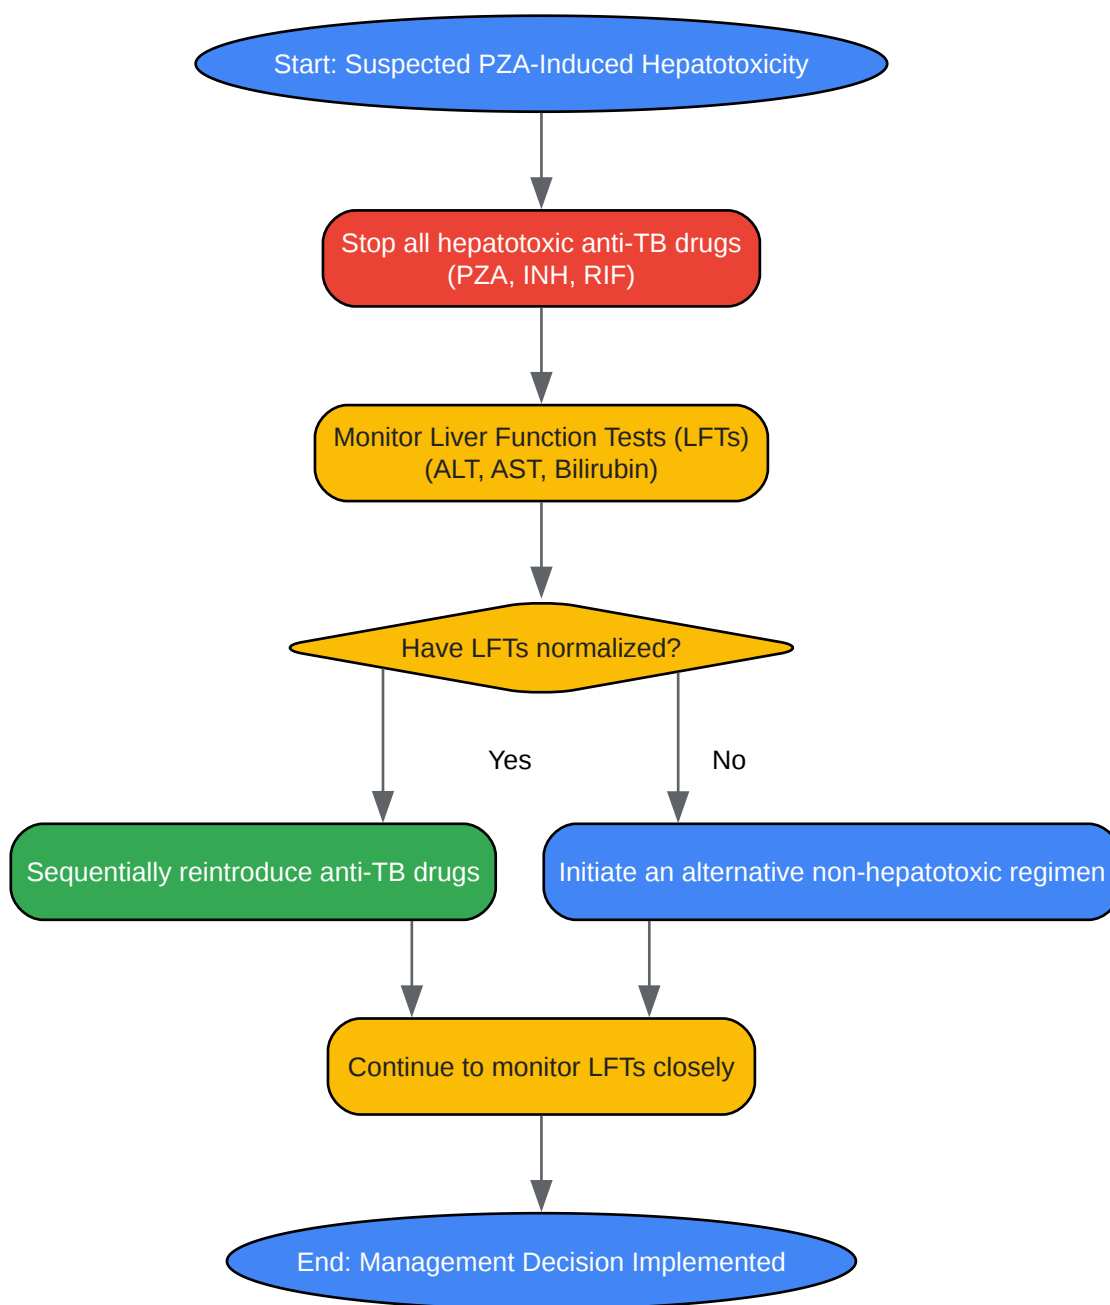 Start: Suspected PZA-Induced Hepatotoxicity
Stop all hepatotoxic anti-TB drugs
(PZA, INH, RIF)
Monitor Liver Function Tests (LFTs)
(ALT, AST, Bilirubin)
Have LFTs normalized?
Yes
No
Sequentially reintroduce anti-TB drugs
Initiate an alternative non-hepatotoxic regimen
Continue to monitor LFTs closely
End: Management Decision Implemented